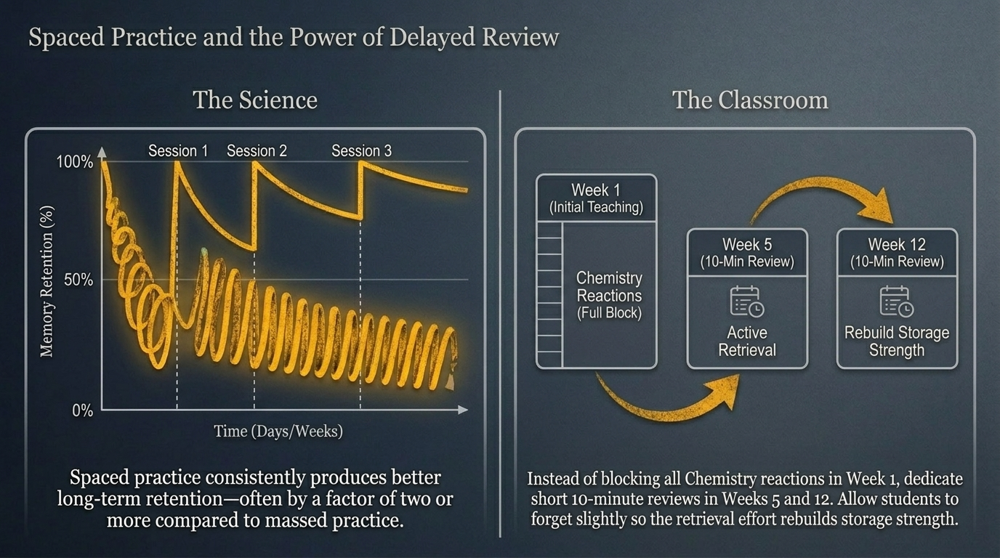 Spaced Practice and the Power of Delayed Review
The Science
Session 1
Session 2
Session 3
100%
50%
0%
Memory Retention (%)
Time (Days/Weeks)
Spaced practice consistently produces better
long-term retention—often by a factor of two or
more compared to massed practice.
The Classroom
Week 1
(Initial Teaching)
Chemistry
Reactions
(Full Block)
Week 5
(10-Min Review)
Active
Retrieval
Week 12
(10-Min Review)
Rebuild Storage
Strength
Instead of blocking all Chemistry reactions in Week 1, dedicate
short 10-minute reviews in Weeks 5 and 12. Allow students to
forget slightly so the retrieval effort rebuilds storage strength.